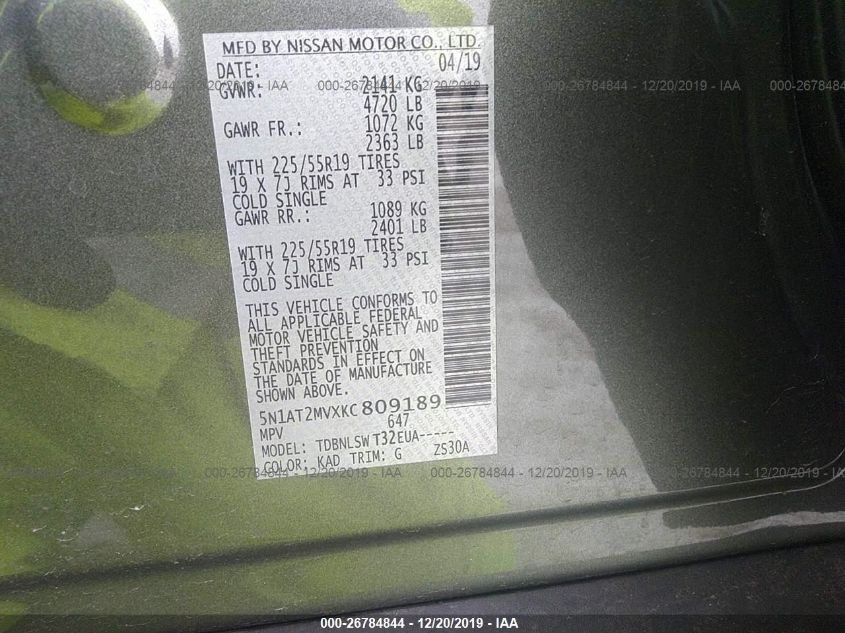 MFD BY NISSAN MOTOR CO., LTD.
DATE: 04/19
GVWR: 2141 KG
4720 LB
GAWR FR.: 1072 KG
2363 LB
WITH 225/55R19 TIRES
19 X 7J RIMS AT 33 PSI
COLD SINGLE
GAWR RR.: 1089 KG
2401 LB
WITH 225/55R19 TIRES
19 X 7J RIMS AT 33 PSI
COLD SINGLE
THIS VEHICLE CONFORMS TO
ALL APPLICABLE FEDERAL
MOTOR VEHICLE SAFETY AND
THEFT PREVENTION
STANDARDS IN EFFECT ON
THE DATE OF MANUFACTURE
SHOWN ABOVE.
5N1AT2MVXKC809189
MPV 647
MODEL: TDBNLSWT32EUA-----
COLOR: KAD TRIM: G ZS30A
000-26784844 - 12/20/2019 - IAA